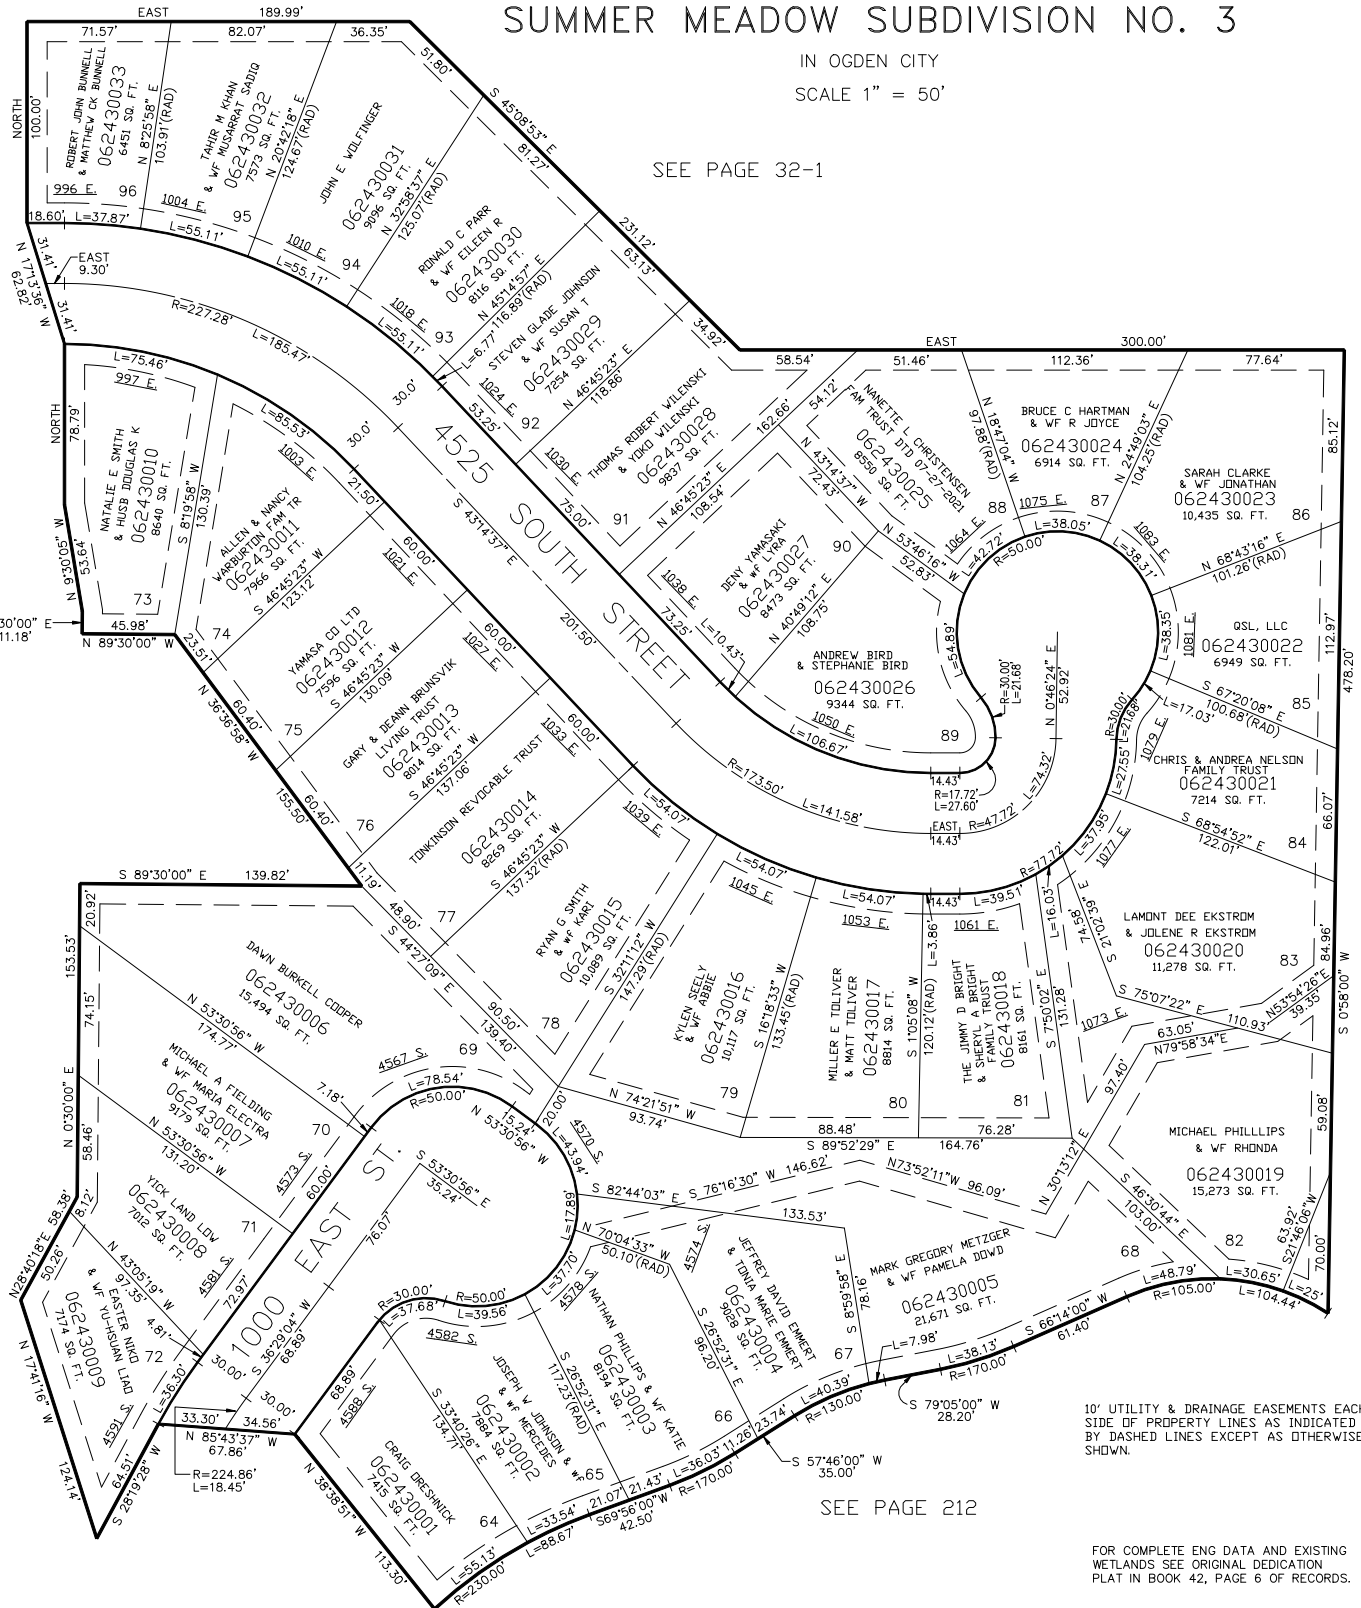 SUMMER MEADOW SUBDIVISION NO. 3
IN OGDEN CITY
SCALE 1" = 50'
SEE PAGE 32-1
EAST 189.99'
71.57' 82.07' 36.35'
NORTH
100.00'
ROBERT JOHN BUNNELL
& MATTHEW CK BUNNELL
062430033
6451 SQ. FT.
N 8°25'58" E
103.91'(RAD)
996 E. 96
TAHIR M KHAN
& WF MUSARRAT SADIQ
062430032
7573 SQ. FT.
N 20°42'18" E
124.67'(RAD)
1004 E. 95
JOHN E WOLFINGER
062430031
9096 SQ. FT.
N 32°58'37" E
125.07'(RAD)
1010 E. 94
51.80'
S 45°08'53" E
81.27'
231.12'
63.13'
34.92'
RONALD C PARR
& WF EILEEN R
062430030
8116 SQ. FT.
N 45°14'57" E
116.89'(RAD)
1018 E. 93
STEVEN GLADE JOHNSON
& WF SUSAN T
062430029
7254 SQ. FT.
N 46°45'23" E
118.86'
1024 E. 92
THOMAS ROBERT WILENSKI
& YOKO WILENSKI
062430028
9837 SQ. FT.
1030 E. 91
162.66'
N 46°45'23" E
108.54'
54.12'
18.60' L=37.87'
L=55.11'
L=55.11'
L=55.11'
L=6.77'
53.25'
75.00'
73.25'
L=10.43'
31.41'
N 17°13'36" W
62.82'
31.41'
EAST
9.30'
R=227.28'
L=185.47'
30.0'
30.0'
4525 SOUTH STREET
S 43°14'37" E
201.50'
EAST 300.00'
58.54' 51.46' 112.36' 77.64'
NANETTE L CHRISTENSEN
FAM TRUST DTD 07-27-2021
062430025
8550 SQ. FT.
N 43°14'37" W
72.43'
N 53°46'16" W
52.83'
1064 E. 88
N 18°47'04" W
97.88'(RAD)
BRUCE C HARTMAN
& WF R JOYCE
062430024
6914 SQ. FT.
1075 E. 87
N 24°49'03" E
104.25'(RAD)
SARAH CLARKE
& WF JONATHAN
062430023
10,435 SQ. FT.
86
1083 E.
85.12'
N 68°43'16" E
101.26'(RAD)
QSL, LLC
062430022
6949 SQ. FT.
1081 E.
85
112.97'
478.20'
S 67°20'08" E
100.68'(RAD)
CHRIS & ANDREA NELSON
FAMILY TRUST
062430021
7214 SQ. FT.
1079 E.
84
66.07'
S 68°54'52" E
122.01'
1077 E.
DENY YAMASAKI
& WF LYRA
062430027
8473 SQ. FT.
1038 E. 90
N 40°49'12" E
108.75'
ANDREW BIRD
& STEPHANIE BIRD
062430026
9344 SQ. FT.
1050 E. 89
L=106.67'
L=42.72'
L=38.05'
R=50.00'
L=38.31'
L=38.35'
L=17.03'
L=54.89'
R=30.00'
L=21.68'
N 0°46'24" E
52.92'
R=30.00'
L=21.68'
L=27.55'
L=37.95'
14.43'
R=17.72'
L=27.60'
L=74.32'
R=47.72'
EAST
14.43'
R=173.50'
L=141.58'
R=77.72'
L=16.03'
L=39.51'
14.43'
L=3.86'
L=75.46'
997 E.
NORTH
78.79'
NATALIE E SMITH
& HUSB DOUGLAS K
062430010
8640 SQ. FT.
S 8°19'58" W
130.39'
N 9°30'05" W
53.64'
73
30'00" E
11.18'
45.98'
N 89°30'00" W
L=85.53'
1003 E.
ALLEN & NANCY
WARBURTON FAM TR
062430011
7966 SQ. FT.
S 46°45'23" W
123.12'
74
23.51'
21.50'
60.00'
1021 E.
YAMASA CO LTD
062430012
7596 SQ. FT.
S 46°45'23" W
130.09'
75
N 36°36'58" W
155.50'
60.40'
60.00'
1027 E.
GARY & DEANN BRUNSVIK
LIVING TRUST
062430013
8014 SQ. FT.
S 46°45'23" W
137.06'
76
60.40'
60.00'
1033 E.
TONKINSON REVOCABLE TRUST
062430014
8269 SQ. FT.
S 46°45'23" W
137.32'(RAD)
77
11.19'
48.90'
S 44°27'09" E
139.40'
90.50'
L=54.07'
1039 E.
RYAN G SMITH
& WF KARI
062430015
10,089 SQ. FT.
S 32°11'12" W
147.29'(RAD)
78
L=54.07'
1045 E.
KYLEN SEELY
& WF ABBIE
062430016
10,117 SQ. FT.
S 16°18'33" W
133.45'(RAD)
79
N 74°21'51" W
93.74'
L=54.07'
1053 E.
MILLER E TOLIVER
& MATT TOLIVER
062430017
8814 SQ. FT.
S 1°05'08" W
120.12'(RAD)
80
88.48'
1061 E.
THE JIMMY D BRIGHT
& SHERYL A BRIGHT
FAMILY TRUST
062430018
8161 SQ. FT.
S 7°50'02" E
131.28'
81
76.28'
S 89°52'29" E 164.76'
74.58'
S 21°02'39" E
LAMONT DEE EKSTROM
& JOLENE R EKSTROM
062430020
11,278 SQ. FT.
83
84.96'
S 0°58'00" W
S 75°07'22" E
110.93'
N53°54'26"E
39.35'
1073 E.
63.05'
N79°58'34"E
97.40'
N 30°13'12" E
MICHAEL PHILLLIPS
& WF RHONDA
062430019
15,273 SQ. FT.
82
59.08'
63.92'
S21°46'06"W
70.00'
S 46°30'44" E
103.00'
L=30.65'
L=25'
L=104.44'
L=48.79'
R=105.00'
S 89°30'00" E 139.82'
20.92'
153.53'
74.15'
N 0°30'00" E
58.46'
DAWN BURKELL COOPER
062430006
15,494 SQ. FT.
N 53°30'56" W
174.77'
4567 S. 69
7.18'
L=78.54'
R=50.00'
15.24'
N 53°30'56" W
20.00'
L=43.94'
4570 S.
MICHAEL A FIELDING
& WF MARIA ELECTRA
062430007
9179 SQ. FT.
N 53°30'56" W
131.20'
70
4573 S.
60.00'
YICK LAND LOW
062430008
7012 SQ. FT.
71
4581 S.
72.97'
N 43°05'19" W
97.35'
4.81'
58.38'
8.12'
N28°40'18"E
50.26'
EASTER NIKO
& WF YU-HSUAN LIAO
062430009
7174 SQ. FT.
72
4591 S.
L=36.30'
N 17°41'16" W
124.14'
64.51'
S 28°19'28" W
R=224.86'
L=18.45'
33.30' 34.56'
N 85°43'37" W
67.86'
30.00'
30.00'
1000 EAST ST.
S 53°30'56" E
35.24'
76.07'
S 36°29'04" W
68.89'
S 82°44'03" E
133.53'
S 76°16'30" W 146.62'
N73°52'11"W 96.09'
L=17.89'
N 70°04'33" W
50.10'(RAD)
4574 S.
L=37.70'
4578 S.
R=30.00'
L=37.68'
R=50.00'
L=39.56'
4582 S.
68.89'
4588 S.
CRAIG DRESHNICK
062430001
7415 SQ. FT.
64
S 33°40'26" E
134.71'
JOSEPH W JOHNSON & WF
& WF MERCEDES
062430002
7884 SQ. FT.
65
S 26°52'31" E
117.23'(RAD)
NATHAN PHILLIPS & WF KATIE
062430003
8194 SQ. FT.
66
S 26°52'31" E
96.20'
JEFFREY DAVID EMMERT
& TONIA MARIE EMMERT
062430004
9028 SQ. FT.
67
S 8°59'58" E
78.16'
MARK GREGORY METZGER
& WF PAMELA DOWD
062430005
21,671 SQ. FT.
68
N 38°38'51" W
113.30'
L=55.13'
R=230.00'
L=33.54'
L=88.67'
21.07' 21.43'
S69°56'00"W
42.50'
L=36.03'
R=170.00'
11.26' 23.74'
S 57°46'00" W
35.00'
L=40.39'
R=130.00'
L=7.98'
S 79°05'00" W
28.20'
L=38.13'
R=170.00'
S 66°14'00" W
61.40'
SEE PAGE 212
10' UTILITY & DRAINAGE EASEMENTS EACH
SIDE OF PROPERTY LINES AS INDICATED
BY DASHED LINES EXCEPT AS OTHERWISE
SHOWN.
FOR COMPLETE ENG DATA AND EXISTING
WETLANDS SEE ORIGINAL DEDICATION
PLAT IN BOOK 42, PAGE 6 OF RECORDS.